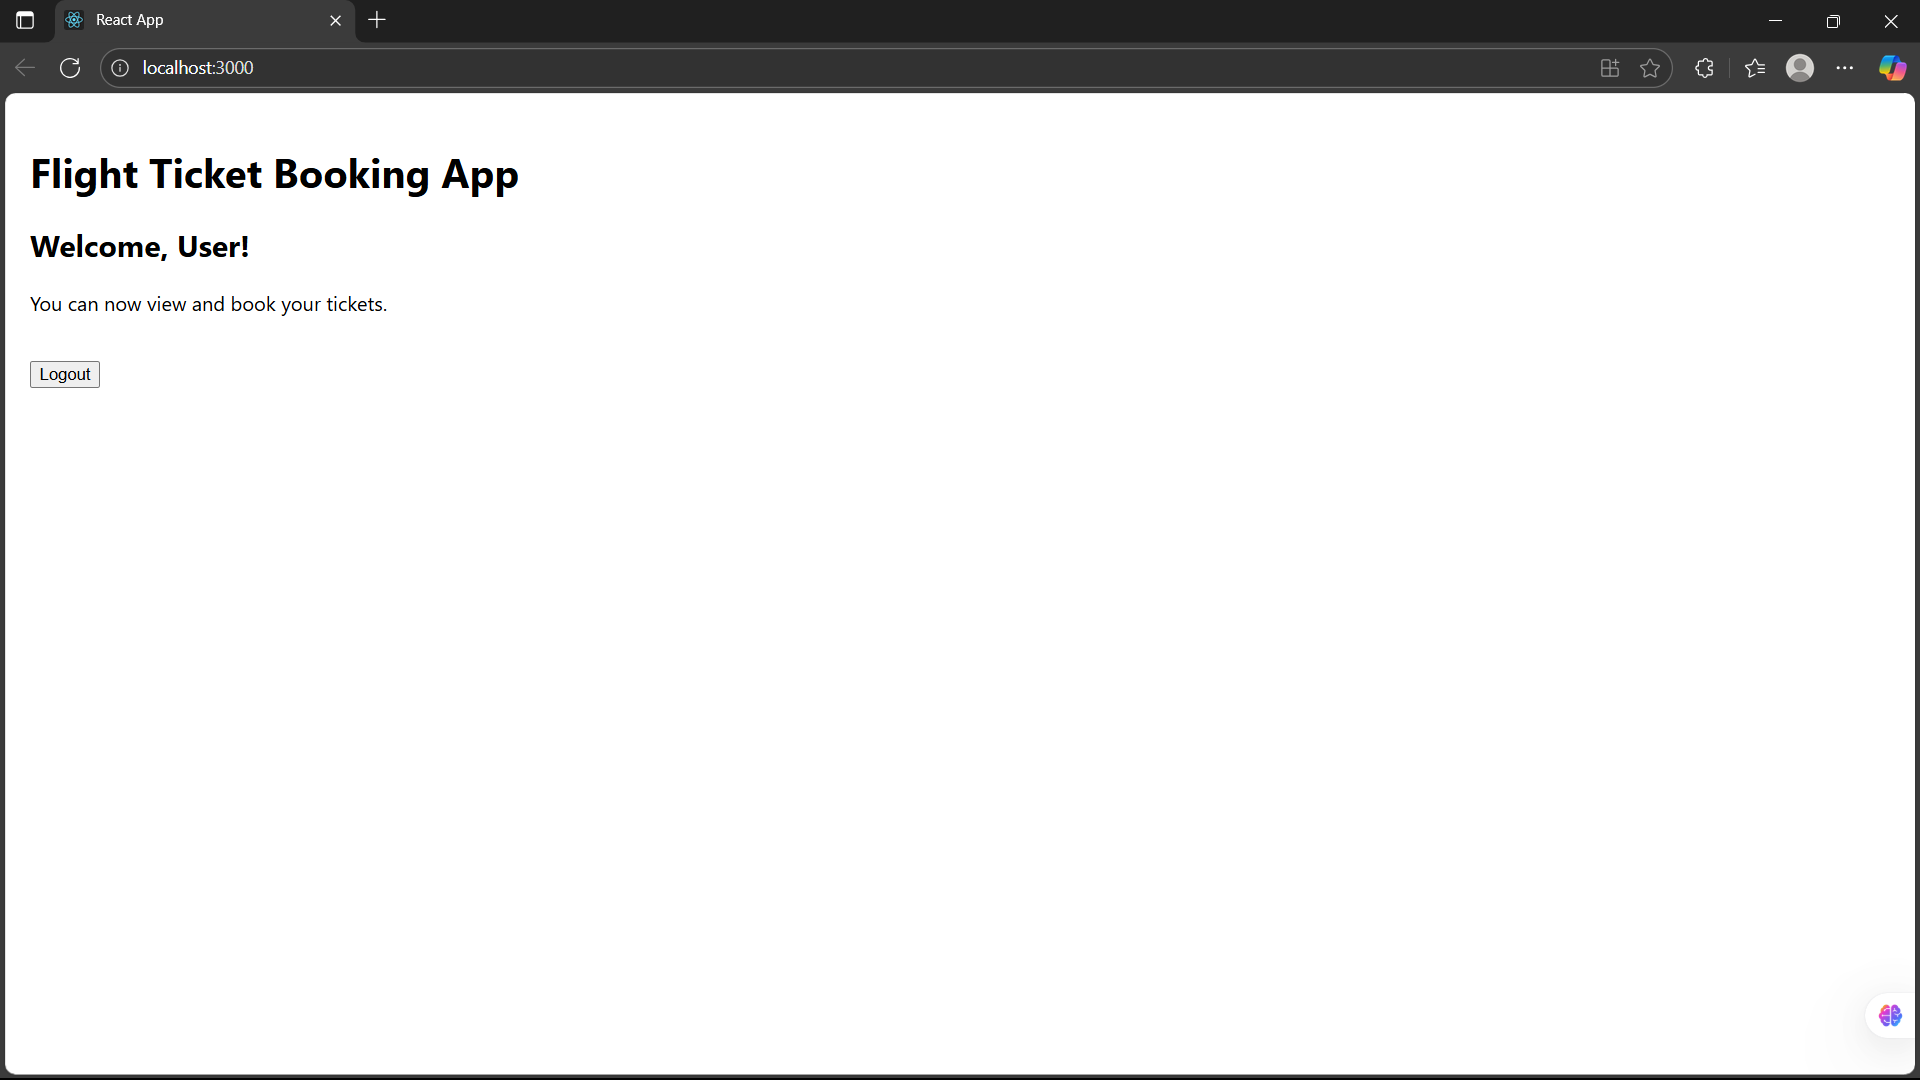 React App
localhost:3000
Flight Ticket Booking App
Welcome, User!
You can now view and book your tickets.
Logout